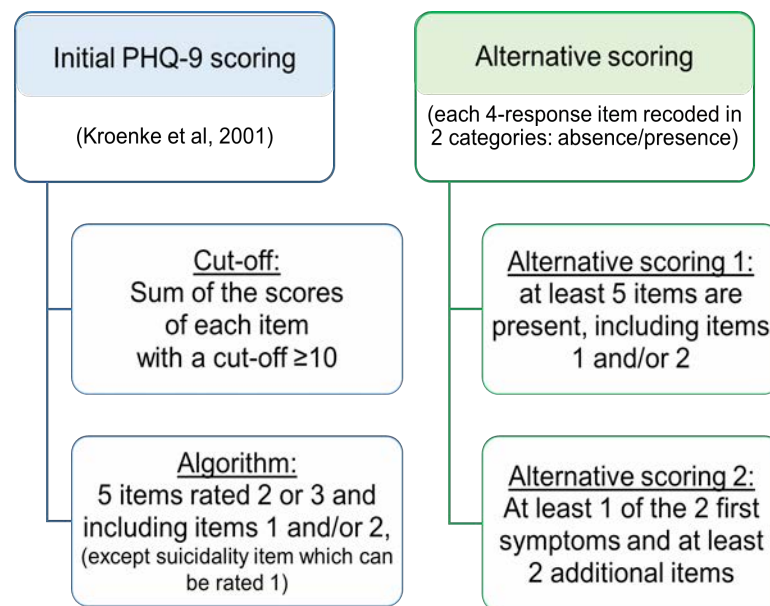 Initial PHQ-9 scoring
(Kroenke et al, 2001)
Cut-off:
Sum of the scores
of each item
with a cut-off ≥10
Algorithm:
5 items rated 2 or 3 and
including items 1 and/or 2,
(except suicidality item which can
be rated 1)
Alternative scoring
(each 4-response item recoded in
2 categories: absence/presence)
Alternative scoring 1:
at least 5 items are
present, including items
1 and/or 2
Alternative scoring 2:
At least 1 of the 2 first
symptoms and at least
2 additional items